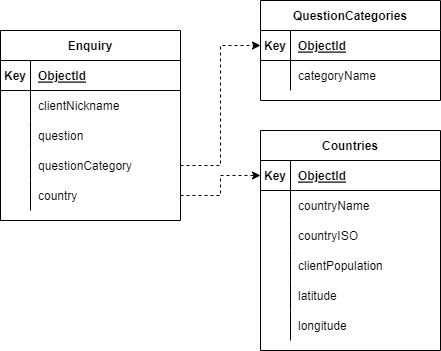 Enquiry
Key ObjectId
clientNickname
question
questionCategory
country
QuestionCategories
Key ObjectId
categoryName
Countries
Key ObjectId
countryName
countryISO
clientPopulation
latitude
longitude